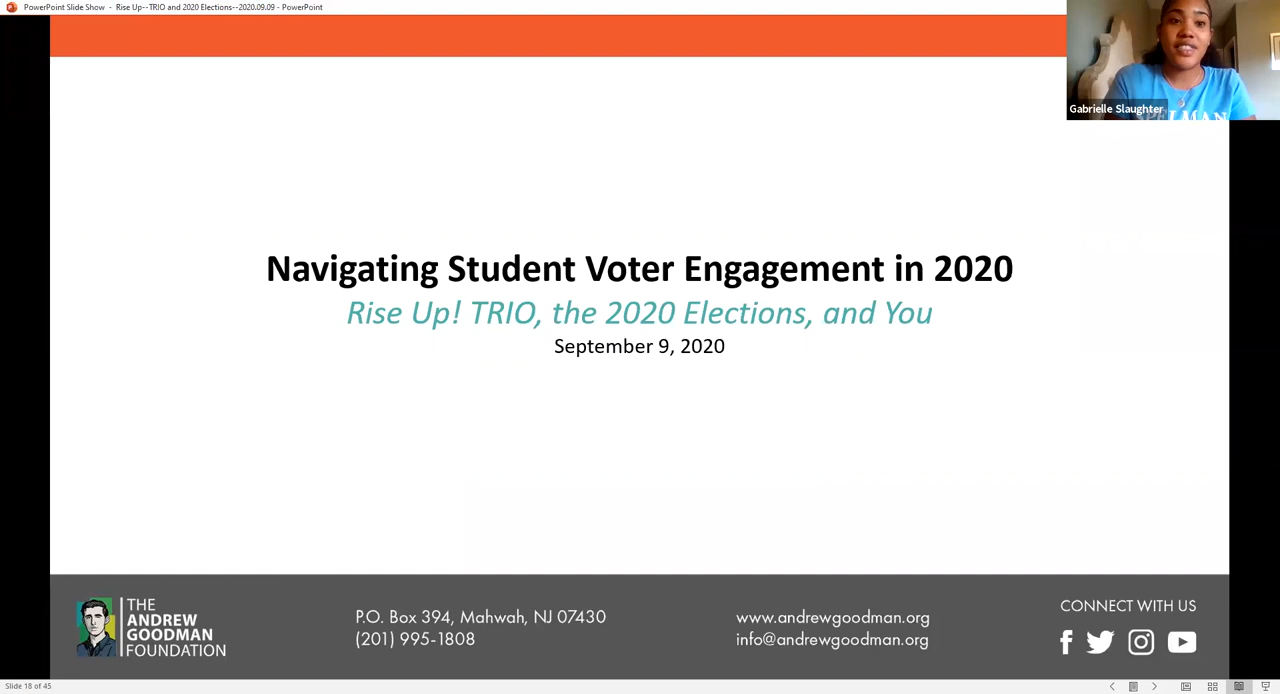 PowerPoint Slide Show - Rise Up--TRIO and 2020 Elections--2020.09.09 - PowerPoint
Gabrielle Slaughter
Navigating Student Voter Engagement in 2020
Rise Up! TRIO, the 2020 Elections, and You
September 9, 2020
THE
ANDREW
GOODMAN
FOUNDATION
P.O. Box 394, Mahwah, NJ 07430
(201) 995-1808
www.andrewgoodman.org
info@andrewgoodman.org
CONNECT WITH US
Slide 18 of 45